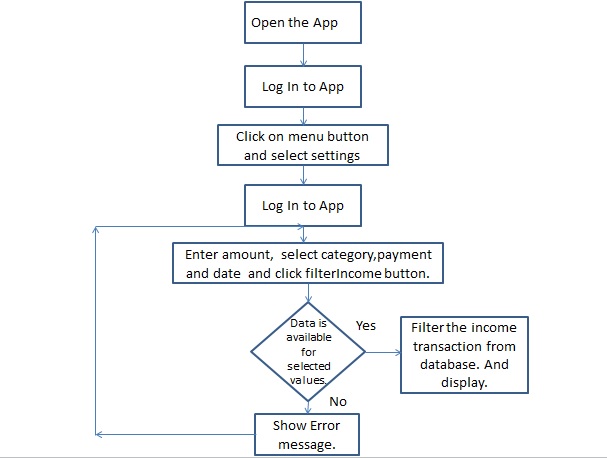 Open the App
Log In to App
Click on menu button
and select settings
Log In to App
Enter amount, select category,payment
and date and click filterIncome button.
Data is
available
for
selected
values.
Yes
Filter the income
transaction from
database. And
display.
No
Show Error
message.